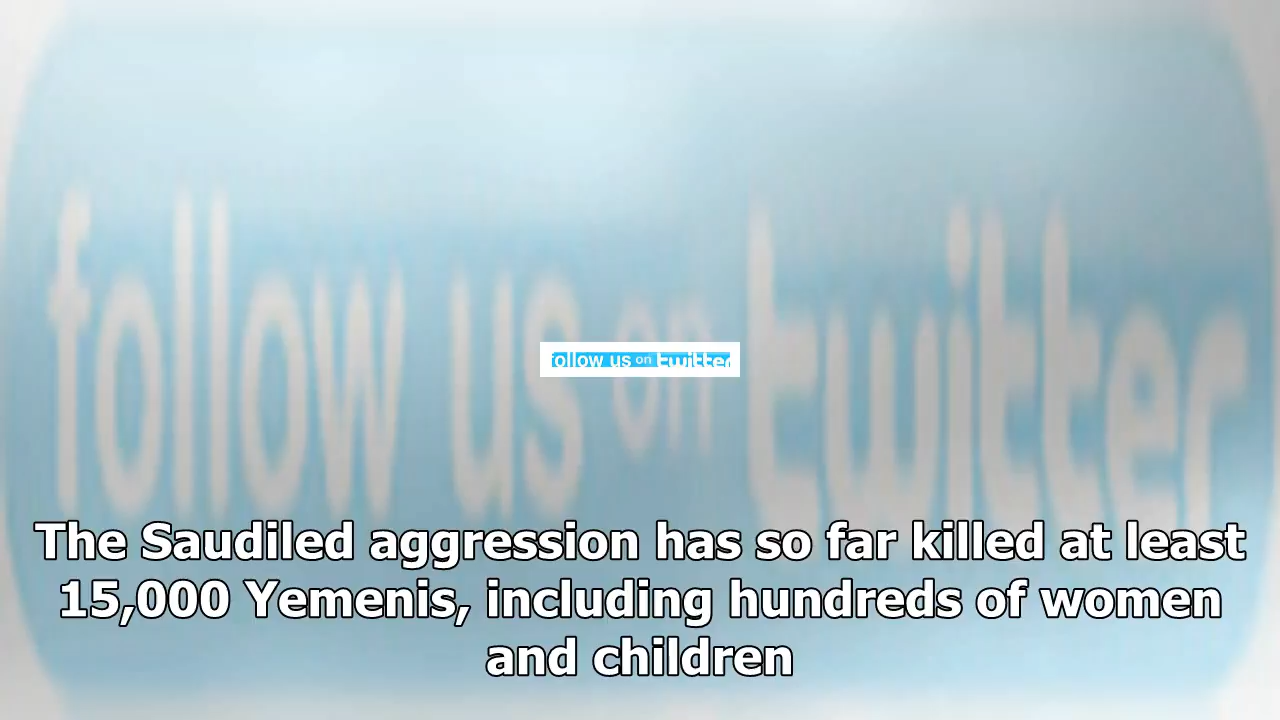 follow us on twitter
follow us on twitter
The Saudiled aggression has so far killed at least
15,000 Yemenis, including hundreds of women
and children